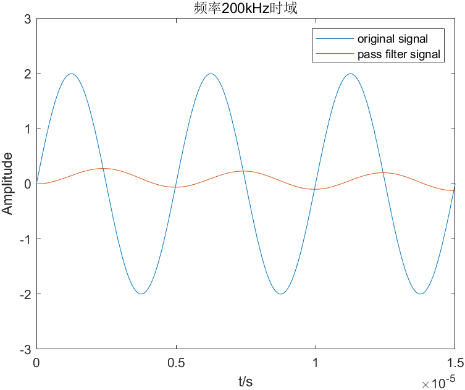 频率200kHz时域
original signal
pass filter signal
Amplitude
3
2
1
0
-1
-2
-3
0
0.5
1
1.5
t/s
×10-5